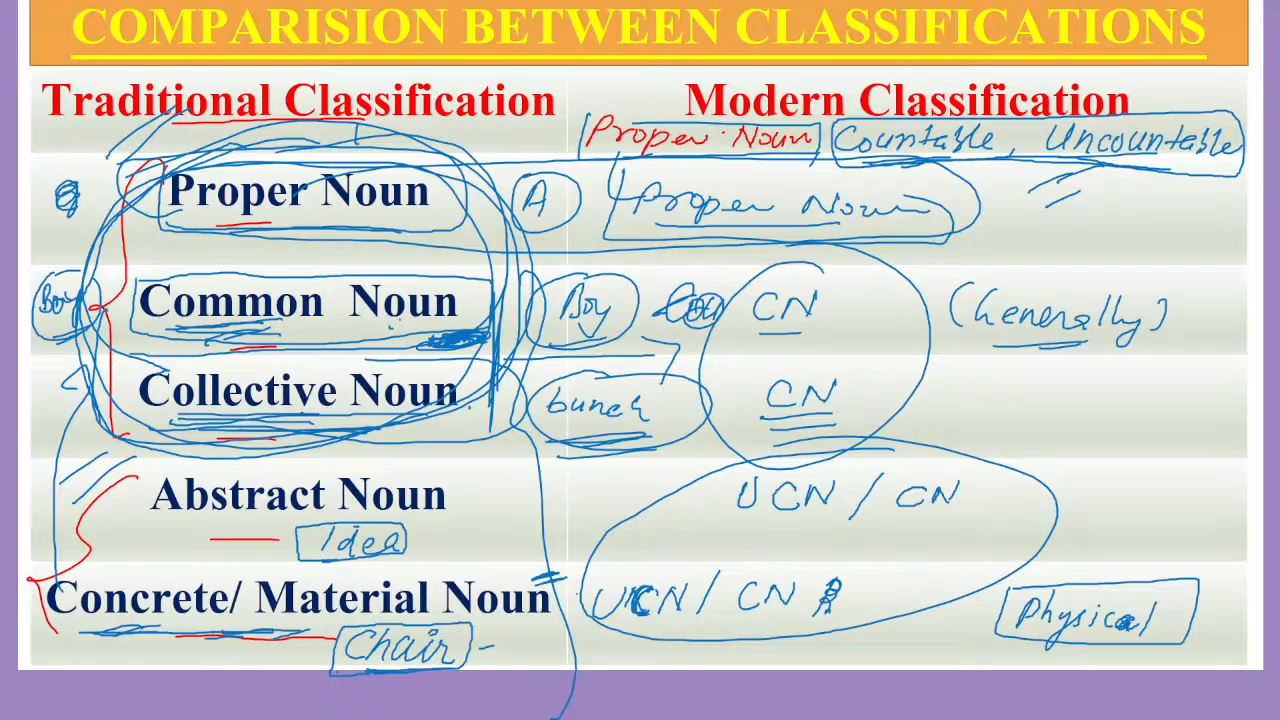 COMPARISION BETWEEN CLASSIFICATIONS
Traditional Classification Modern Classification
Proper Noun, Countable, Uncountable
Proper Noun A Proper Noun
Boy Common Noun Boy CN (Generally)
Collective Noun bunch CN
Abstract Noun UCN / CN
Idea
Concrete/ Material Noun UCN / CN Physical
Chair -